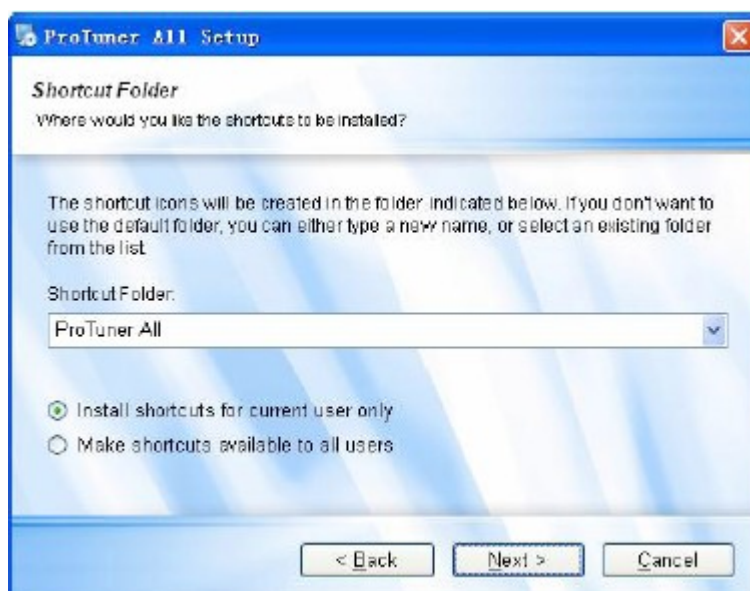 ProTuner All Setup
Shortcut Folder
Where would you like the shortcuts to be installed?
The shortcut icons will be created in the folder indicated below. If you don't want to
use the default folder, you can either type a new name, or select an existing folder
from the list.
Shortcut Folder:
ProTuner All
Install shortcuts for current user only
Make shortcuts available to all users
< Back
Next >
Cancel